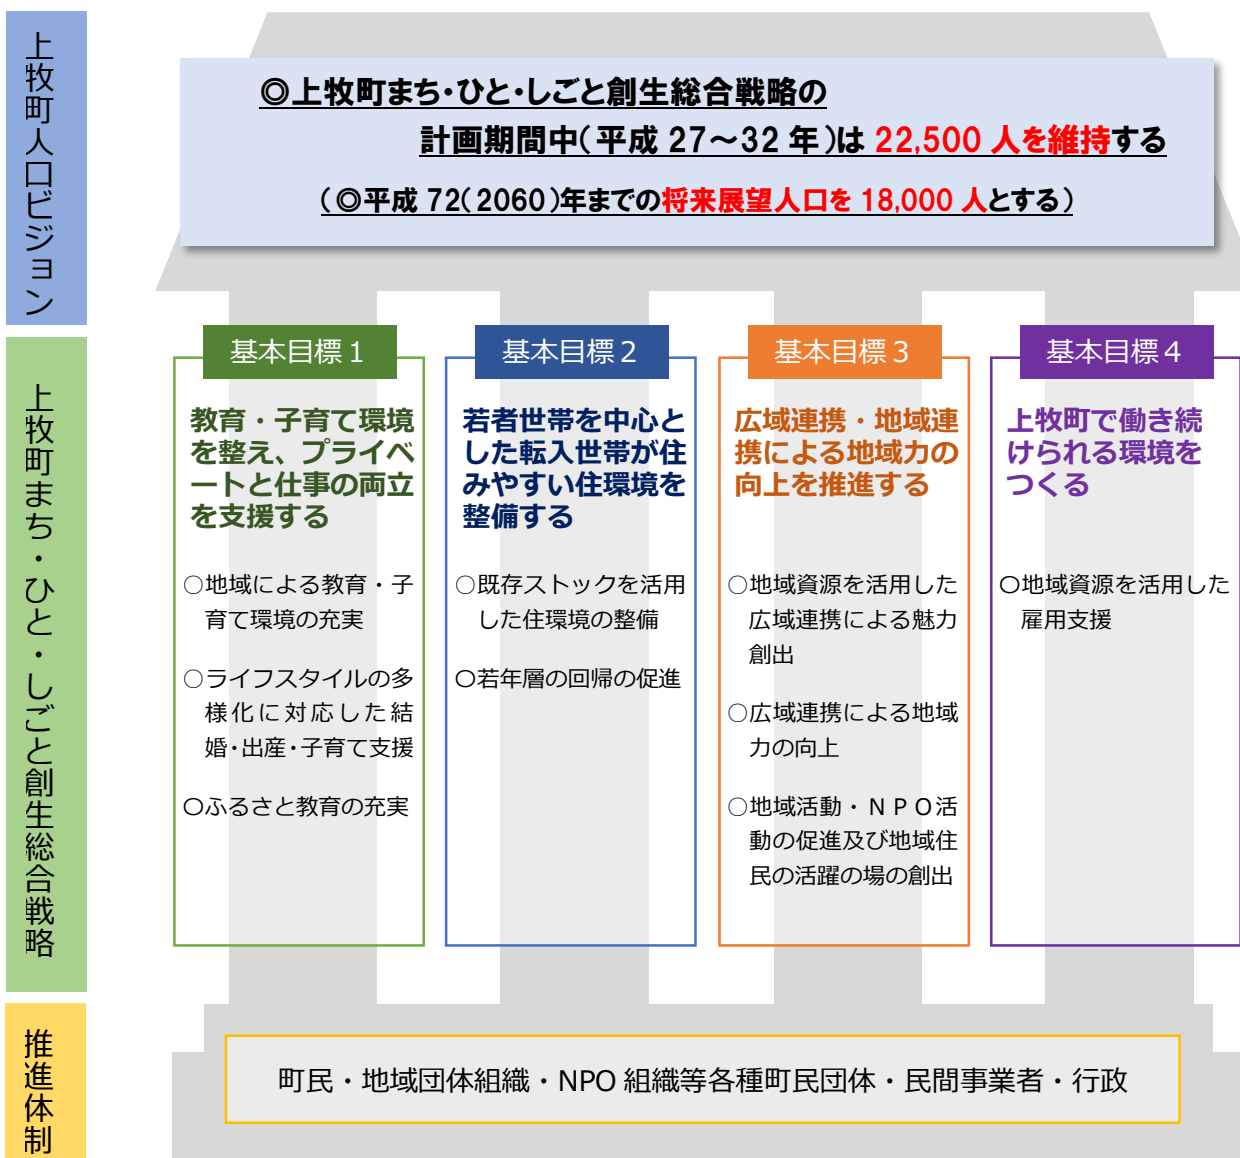 上牧町人口ビジョン
◎上牧町まち・ひと・しごと創生総合戦略の
計画期間中（平成 27～32 年）は 22,500 人を維持する
（◎平成 72（2060）年までの将来展望人口を 18,000 人とする）
上牧町まち・ひと・しごと創生総合戦略
基本目標１
教育・子育て環境
を整え、プライベ
ートと仕事の両立
を支援する
○地域による教育・子
育て環境の充実
○ライフスタイルの多
様化に対応した結
婚・出産・子育て支援
○ふるさと教育の充実
基本目標２
若者世帯を中心と
した転入世帯が住
みやすい住環境を
整備する
○既存ストックを活用
した住環境の整備
○若年層の回帰の促進
基本目標３
広域連携・地域連
携による地域力の
向上を推進する
○地域資源を活用した
広域連携による魅力
創出
○広域連携による地域
力の向上
○地域活動・ＮＰＯ活
動の促進及び地域住
民の活躍の場の創出
基本目標４
上牧町で働き続
けられる環境を
つくる
○地域資源を活用した
雇用支援
推進体制
町民・地域団体組織・NPO 組織等各種町民団体・民間事業者・行政